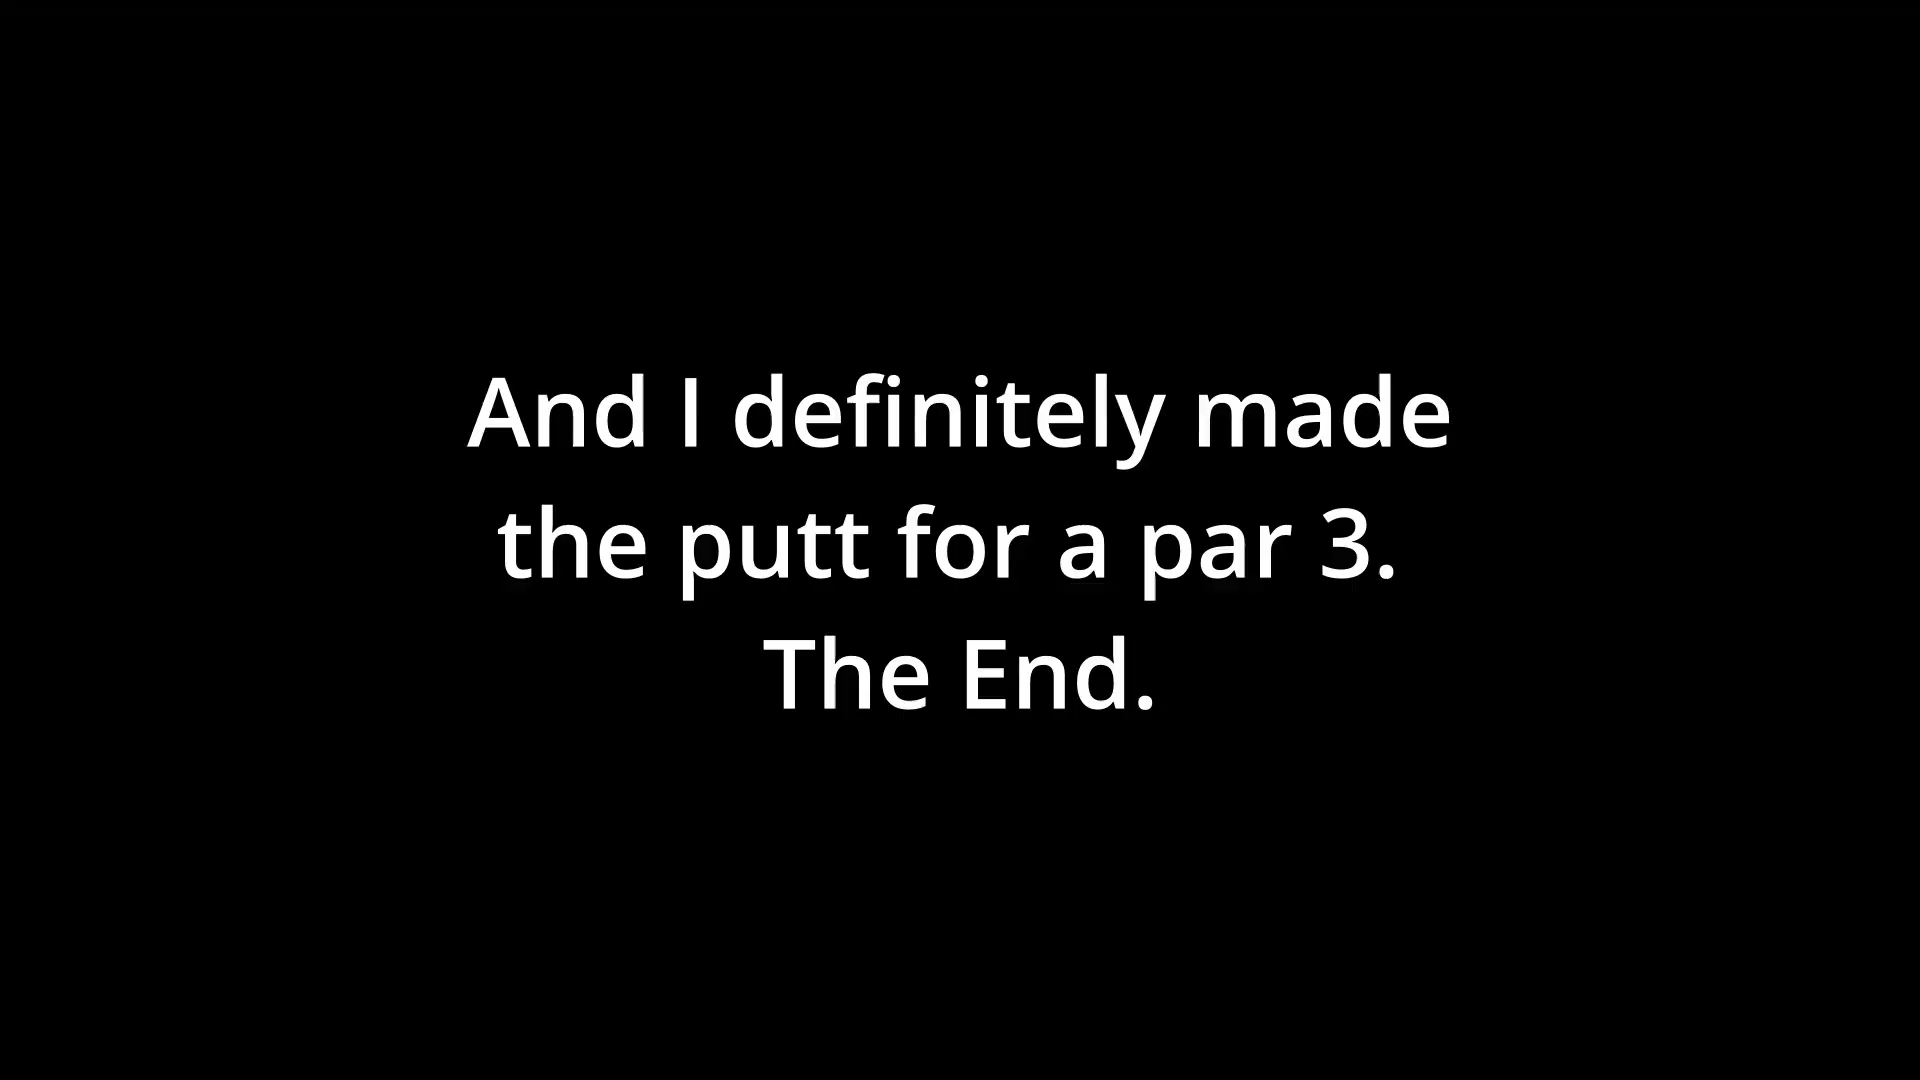 And I definitely made
the putt for a par 3.
The End.